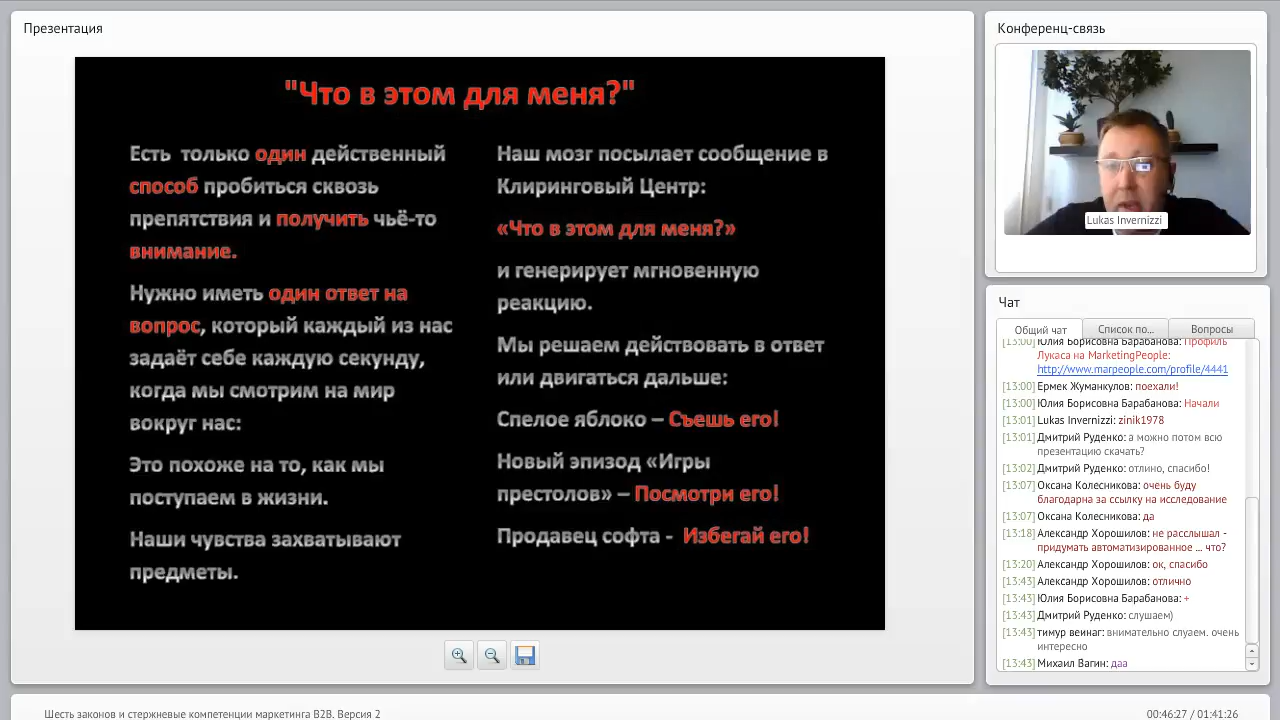 Презентация
"Что в этом для меня?"
Есть только один действенный
способ пробиться сквозь
препятствия и получить чьё-то
внимание.
Нужно иметь один ответ на
вопрос, который каждый из нас
задаёт себе каждую секунду,
когда мы смотрим на мир
вокруг нас:
Это похоже на то, как мы
поступаем в жизни.
Наши чувства захватывают
предметы.
Наш мозг посылает сообщение в
Клиринговый Центр:
«Что в этом для меня?»
и генерирует мгновенную
реакцию.
Мы решаем действовать в ответ
или двигаться дальше:
Спелое яблоко – Съешь его!
Новый эпизод «Игры
престолов» – Посмотри его!
Продавец софта - Избегай его!
Конференц-связь
Lukas Invernizzi
Чат
Общий чат
Список по...
Вопросы
[13:00] Юлия Борисовна Барабанова: Профиль
Лукаса на MarketingPeople:
http://www.marpeople.com/profile/4441
[13:00] Ермек Жуманкулов: поехали!
[13:00] Юлия Борисовна Барабанова: Начали
[13:01] Lukas Invernizzi: zinik1978
[13:01] Дмитрий Руденко: а можно потом всю
презентацию скачать?
[13:02] Дмитрий Руденко: отлино, спасибо!
[13:07] Оксана Колесникова: очень буду
благодарна за ссылку на исследование
[13:07] Оксана Колесникова: да
[13:18] Александр Хорошилов: не расслышал -
придумать автоматизированное ... что?
[13:20] Александр Хорошилов: ок, спасибо
[13:43] Александр Хорошилов: отлично
[13:43] Юлия Борисовна Барабанова: +
[13:43] Дмитрий Руденко: слушаем)
[13:43] тимур веинаг: внимательно слуаем. очень
интересно
[13:43] Михаил Вагин: даа
Шесть законов и стержневые компетенции маркетинга B2B. Версия 2
00:46:27 / 01:41:26